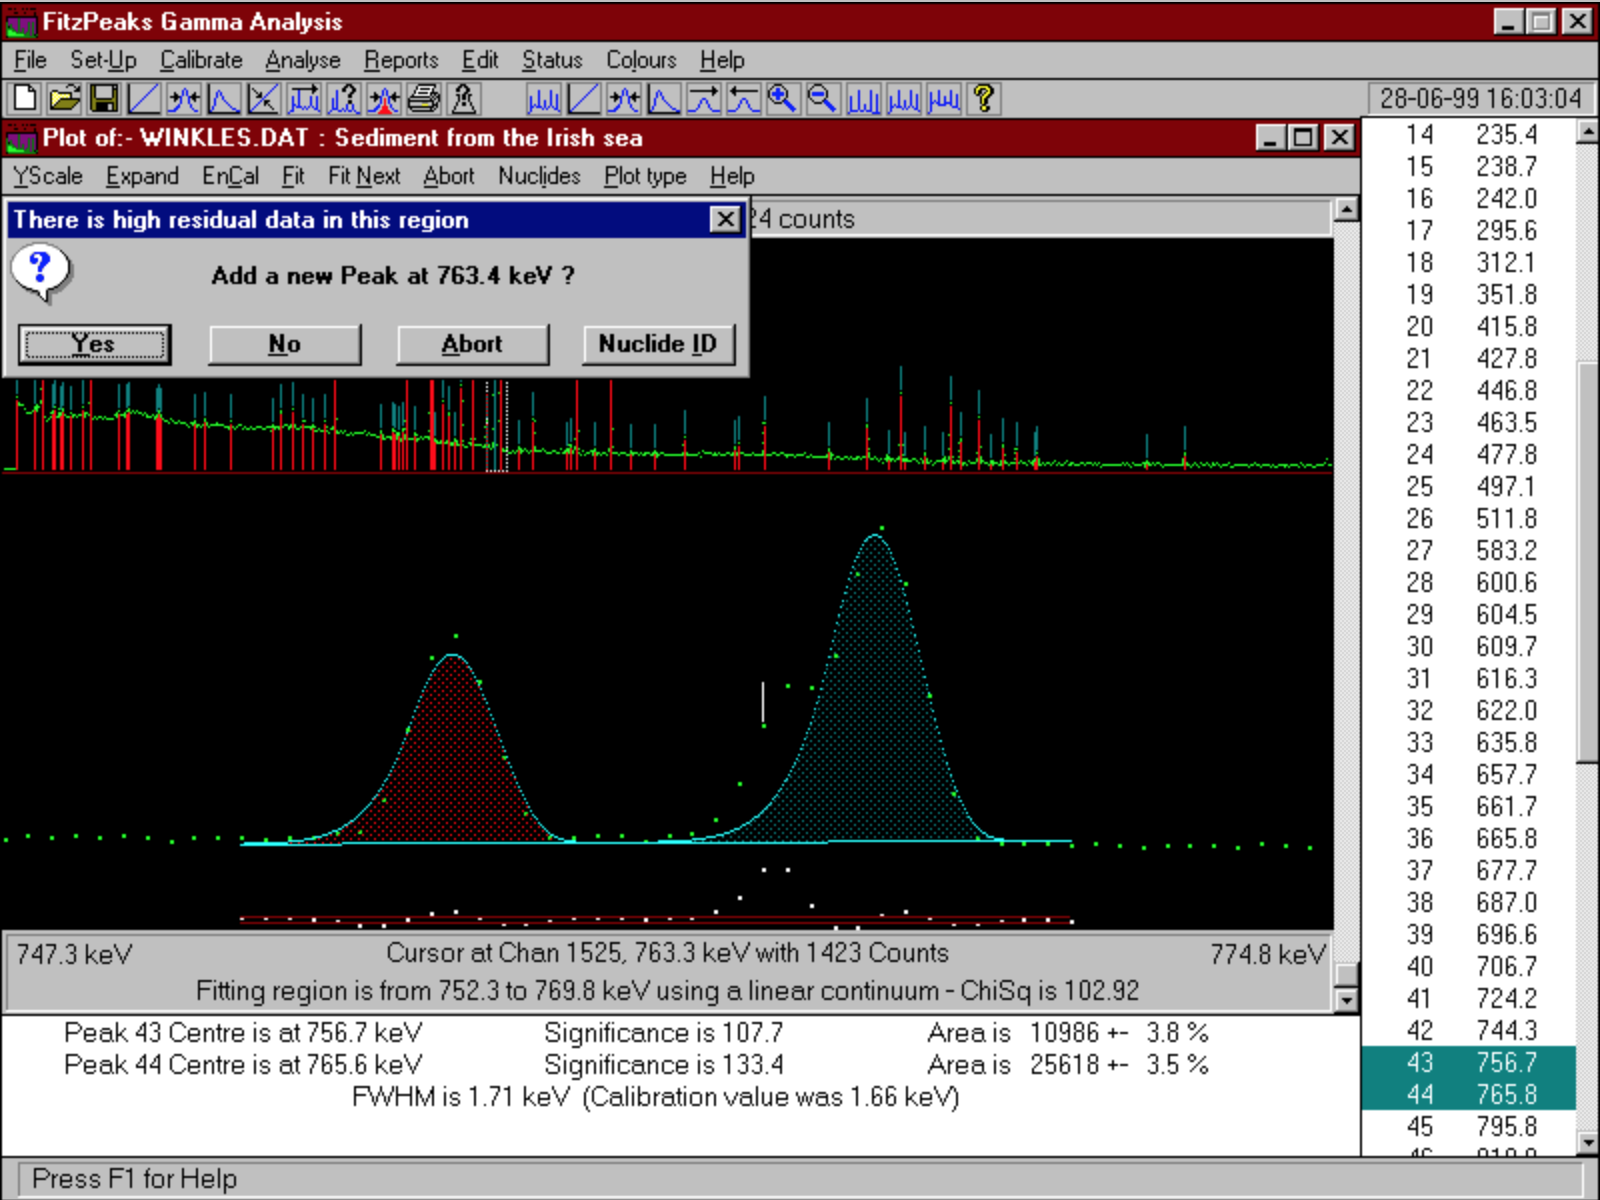 FitzPeaks Gamma Analysis
File Set-Up Calibrate Analyse Reports Edit Status Colours Help
28-06-99 16:03:04
Plot of:- WINKLES.DAT : Sediment from the Irish sea
YScale Expand EnCal Fit Fit Next Abort Nuclides Plot type Help
There is high residual data in this region
24 counts
Add a new Peak at 763.4 keV ?
Yes No Abort Nuclide ID
747.3 keV Cursor at Chan 1525, 763.3 keV with 1423 Counts 774.8 keV
Fitting region is from 752.3 to 769.8 keV using a linear continuum - ChiSq is 102.92
Peak 43 Centre is at 756.7 keV Significance is 107.7 Area is 10986 +- 3.8 %
Peak 44 Centre is at 765.6 keV Significance is 133.4 Area is 25618 +- 3.5 %
FWHM is 1.71 keV (Calibration value was 1.66 keV)
14 235.4
15 238.7
16 242.0
17 295.6
18 312.1
19 351.8
20 415.8
21 427.8
22 446.8
23 463.5
24 477.8
25 497.1
26 511.8
27 583.2
28 600.6
29 604.5
30 609.7
31 616.3
32 622.0
33 635.8
34 657.7
35 661.7
36 665.8
37 677.7
38 687.0
39 696.6
40 706.7
41 724.2
42 744.3
43 756.7
44 765.8
45 795.8
Press F1 for Help